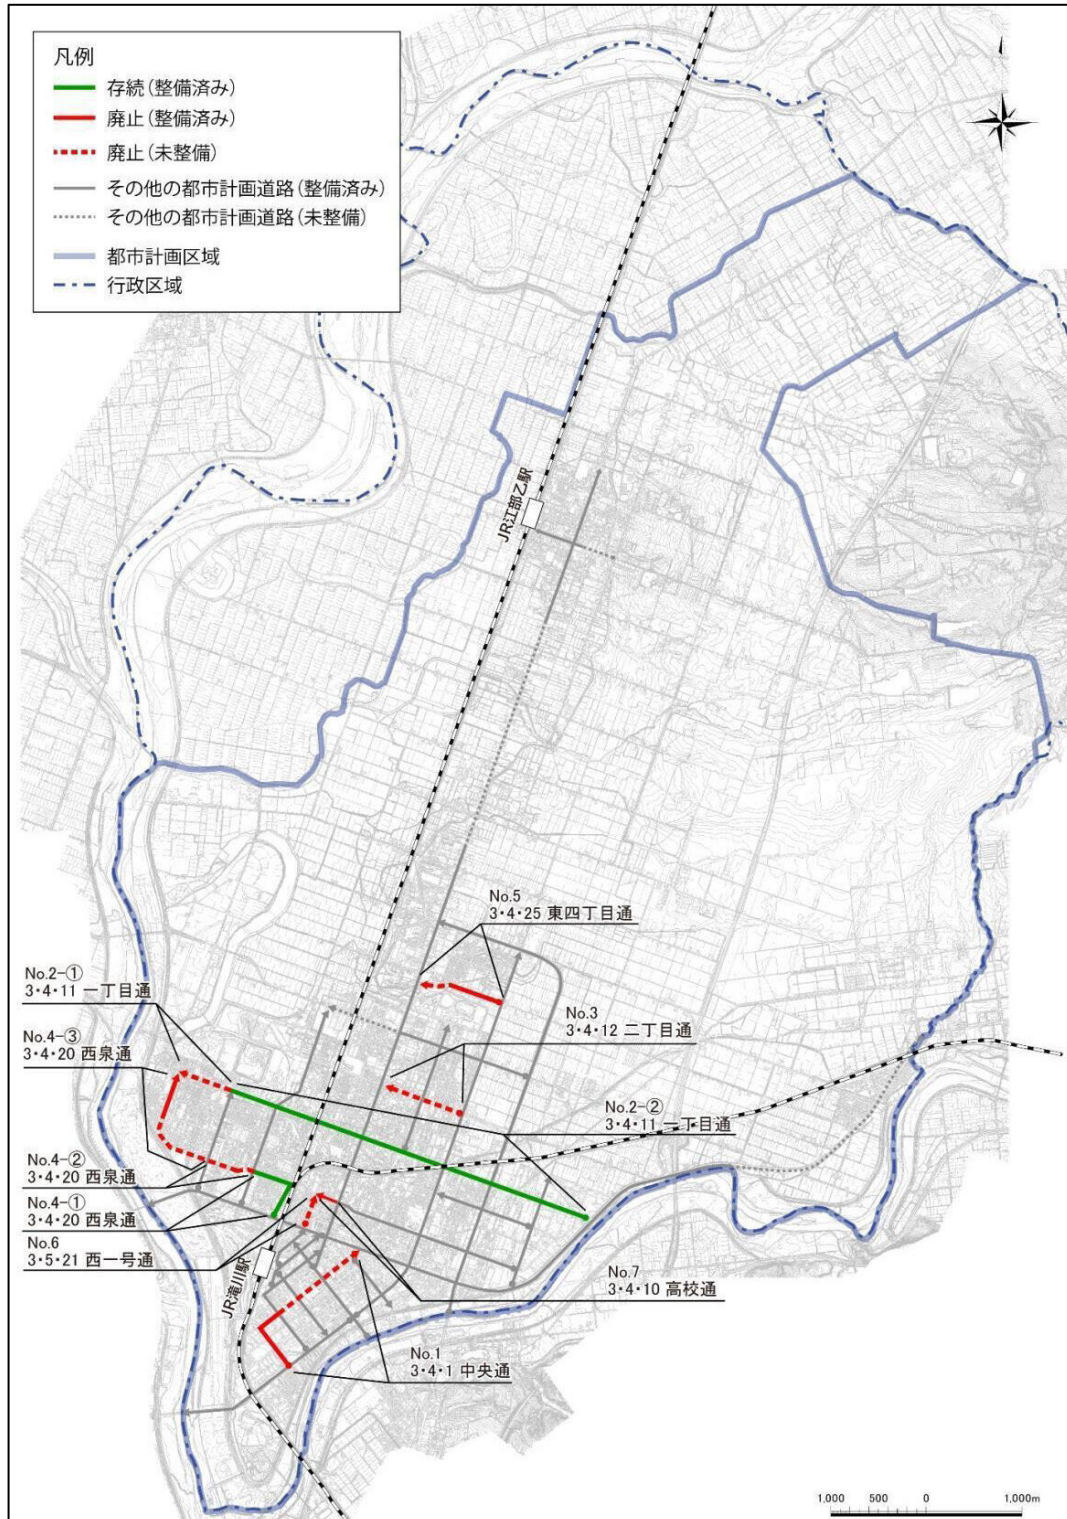 凡例
存続(整備済み)
廃止(整備済み)
廃止(未整備)
その他の都市計画道路(整備済み)
その他の都市計画道路(未整備)
都市計画区域
行政区域
JR江部乙駅
No.5
3・4・25 東四丁目通
No.2-①
3・4・11 一丁目通
No.3
3・4・12 二丁目通
No.4-③
3・4・20 西泉通
No.2-②
3・4・11 一丁目通
No.4-②
3・4・20 西泉通
No.4-①
3・4・20 西泉通
No.6
3・5・21 西一号通
JR滝川駅
No.7
3・4・10 高校通
No.1
3・4・1 中央通
1,000 500 0 1,000m